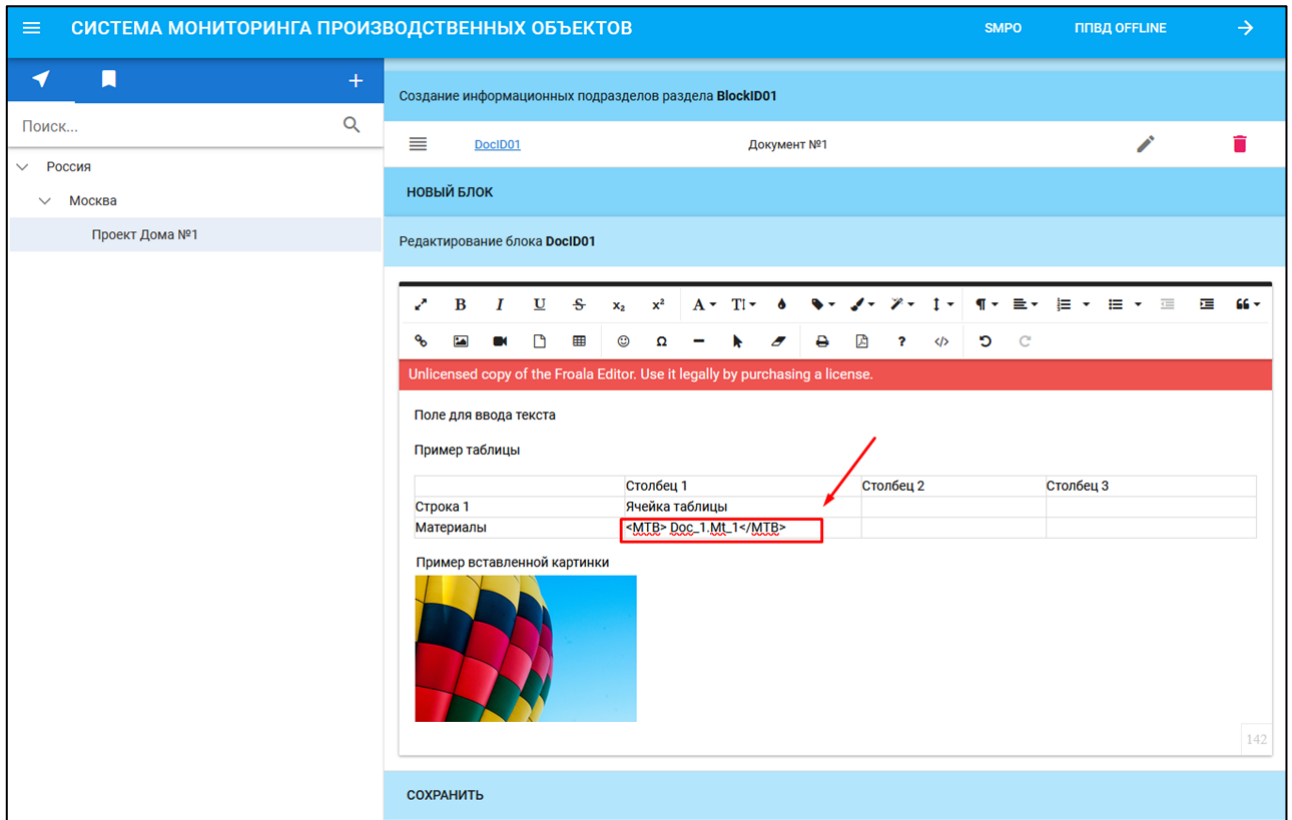 СИСТЕМА МОНИТОРИНГА ПРОИЗВОДСТВЕННЫХ ОБЪЕКТОВ SMPO ППВД OFFLINE
Поиск...
Россия
Москва
Проект Дома №1
Создание информационных подразделов раздела BlockID01
DocID01 Документ №1
НОВЫЙ БЛОК
Редактирование блока DocID01
Unlicensed copy of the Froala Editor. Use it legally by purchasing a license.
Поле для ввода текста
Пример таблицы
Столбец 1 Столбец 2 Столбец 3
Строка 1 Ячейка таблицы
Материалы <MTB> Doc_1.Mt_1</MTB>
Пример вставленной картинки
142
СОХРАНИТЬ